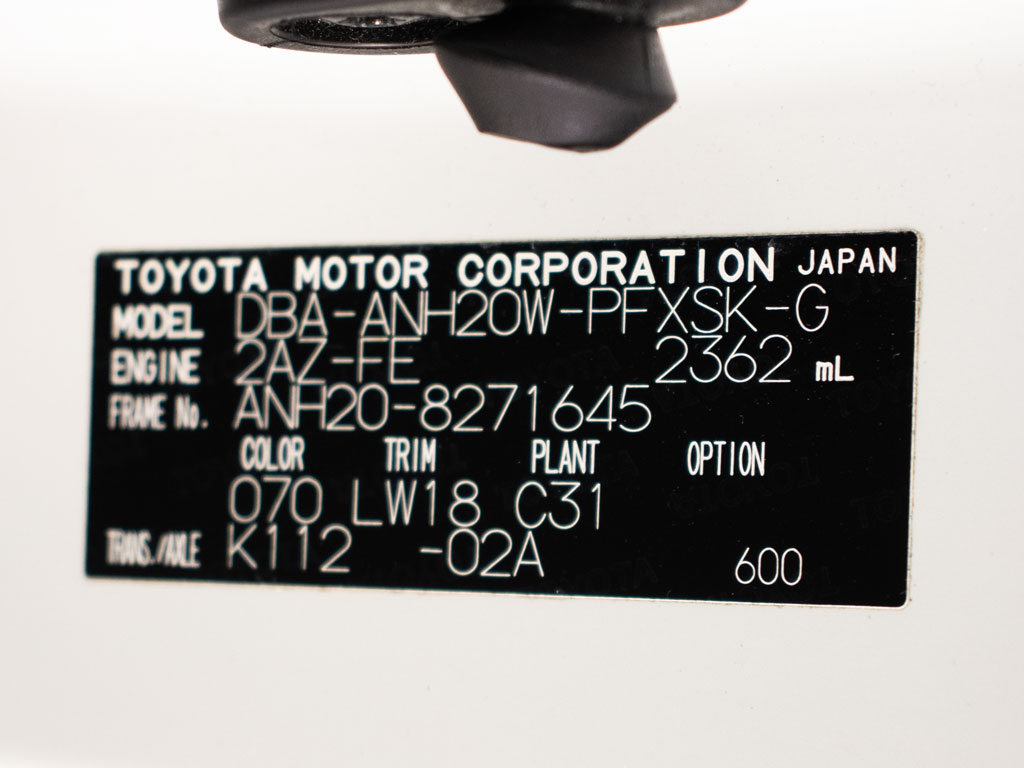 TOYOTA MOTOR CORPORATION JAPAN
MODEL DBA-ANH20W-PFXSK-G
ENGINE 2AZ-FE 2362 mL
FRAME No. ANH20-8271645
COLOR TRIM PLANT OPTION
070 LW18 C31
TRANS./AXLE K112 -02A 600